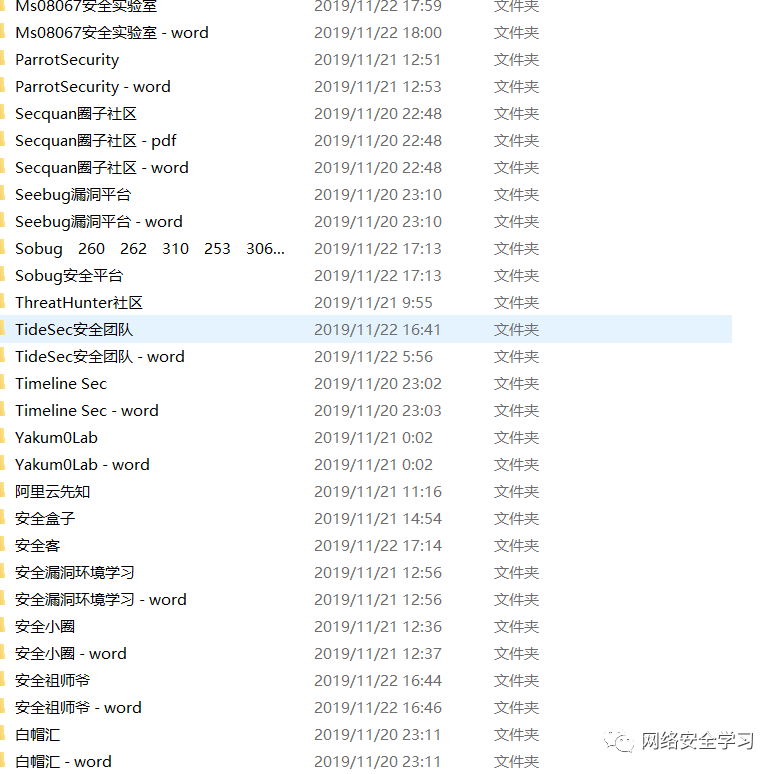 Ms08067安全实验室 2019/11/22 17:59 文件夹
Ms08067安全实验室 - word 2019/11/22 18:00 文件夹
ParrotSecurity 2019/11/21 12:51 文件夹
ParrotSecurity - word 2019/11/21 12:53 文件夹
Secquan圈子社区 2019/11/20 22:48 文件夹
Secquan圈子社区 - pdf 2019/11/20 22:48 文件夹
Secquan圈子社区 - word 2019/11/20 22:48 文件夹
Seebug漏洞平台 2019/11/20 23:10 文件夹
Seebug漏洞平台 - word 2019/11/20 23:10 文件夹
Sobug 260 262 310 253 306... 2019/11/22 17:13 文件夹
Sobug安全平台 2019/11/22 17:13 文件夹
ThreatHunter社区 2019/11/21 9:55 文件夹
TideSec安全团队 2019/11/22 16:41 文件夹
TideSec安全团队 - word 2019/11/22 5:56 文件夹
Timeline Sec 2019/11/20 23:02 文件夹
Timeline Sec - word 2019/11/20 23:03 文件夹
Yakum0Lab 2019/11/21 0:02 文件夹
Yakum0Lab - word 2019/11/21 0:02 文件夹
阿里云先知 2019/11/21 11:16 文件夹
安全盒子 2019/11/21 14:54 文件夹
安全客 2019/11/22 17:14 文件夹
安全漏洞环境学习 2019/11/21 12:56 文件夹
安全漏洞环境学习 - word 2019/11/21 12:56 文件夹
安全小圈 2019/11/21 12:36 文件夹
安全小圈 - word 2019/11/21 12:37 文件夹
安全祖师爷 2019/11/22 16:44 文件夹
安全祖师爷 - word 2019/11/22 16:46 文件夹
白帽汇 2019/11/20 23:11 文件夹
白帽汇 - word 2019/11/20 23:11 文件夹
网络安全学习